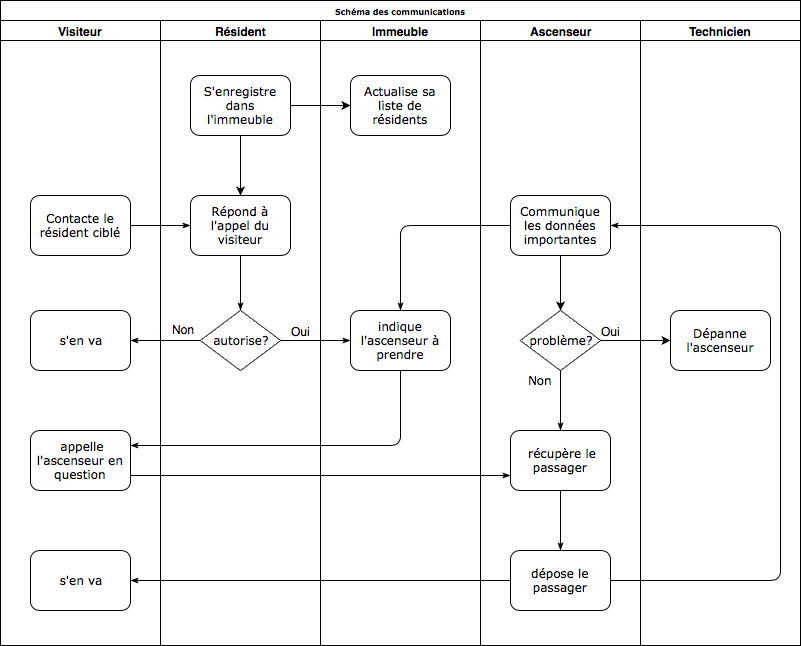 Schéma des communications
Visiteur
Résident
Immeuble
Ascenseur
Technicien
S'enregistre
dans
l'immeuble
Actualise sa
liste de
résidents
Contacte le
résident ciblé
Répond à
l'appel du
visiteur
Communique
les données
importantes
s'en va
Non
autorise?
Oui
indique
l'ascenseur à
prendre
problème?
Oui
Dépanne
l'ascenseur
Non
appelle
l'ascenseur en
question
récupère le
passager
s'en va
dépose le
passager